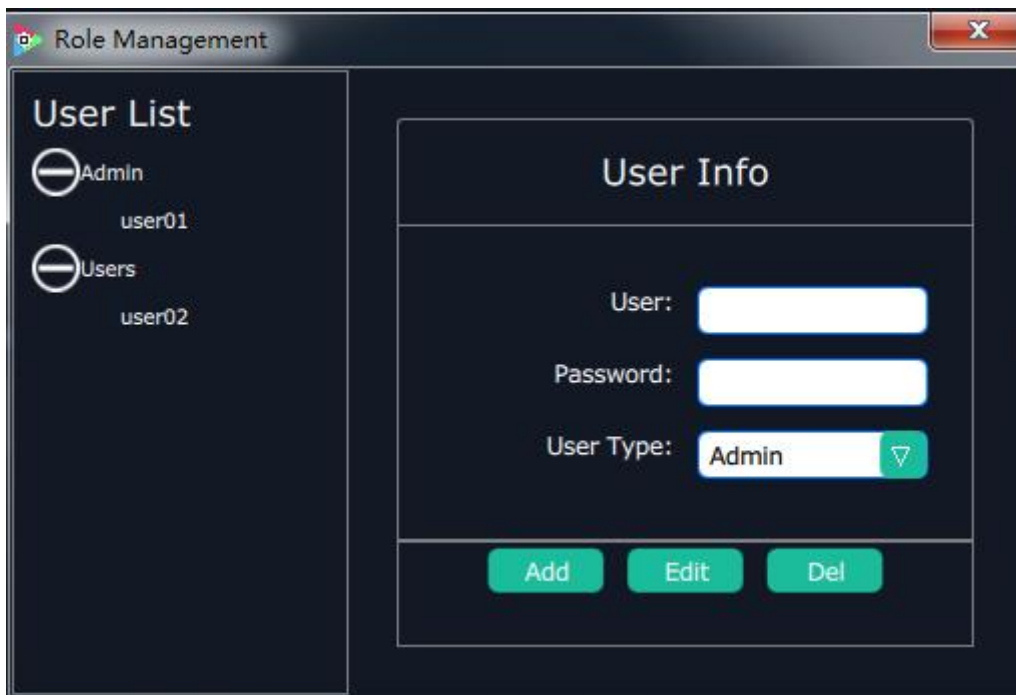 Role Management
User List
Admin
user01
Users
user02
User Info
User:
Password:
User Type: Admin
Add Edit Del